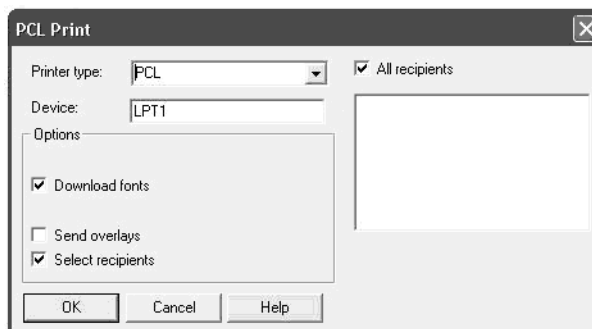 PCL Print
Printer type: PCL
All recipients
Device: LPT1
Options
Download fonts
Send overlays
Select recipients
OK Cancel Help